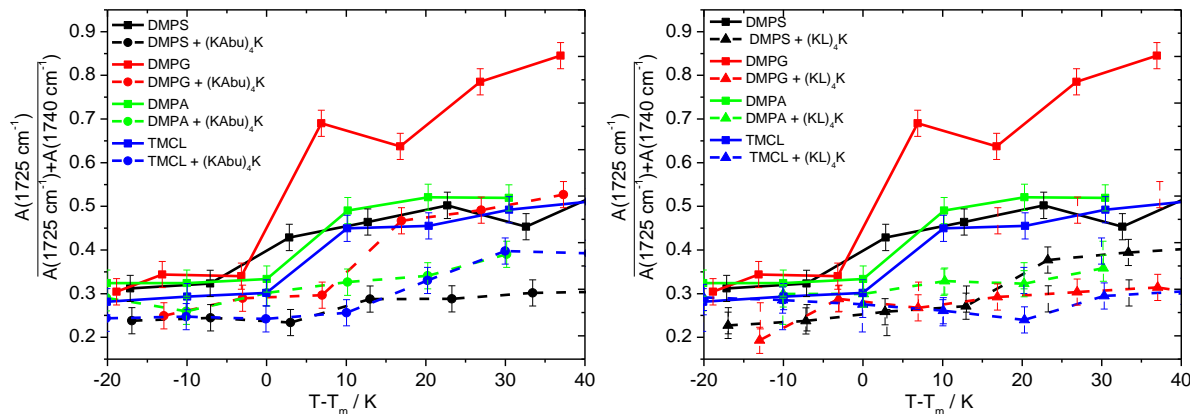 A(1725 cm⁻¹)
A(1725 cm⁻¹)+A(1740 cm⁻¹)
0.9
0.8
0.7
0.6
0.5
0.4
0.3
0.2
DMPS
DMPS + (KAbu)₄K
DMPG
DMPG + (KAbu)₄K
DMPA
DMPA + (KAbu)₄K
TMCL
TMCL + (KAbu)₄K
-20 -10 0 10 20 30 40
T-Tₘ / K
A(1725 cm⁻¹)
A(1725 cm⁻¹)+A(1740 cm⁻¹)
0.9
0.8
0.7
0.6
0.5
0.4
0.3
0.2
DMPS
DMPS + (KL)₄K
DMPG
DMPG + (KL)₄K
DMPA
DMPA + (KL)₄K
TMCL
TMCL + (KL)₄K
-20 -10 0 10 20 30 40
T-Tₘ / K